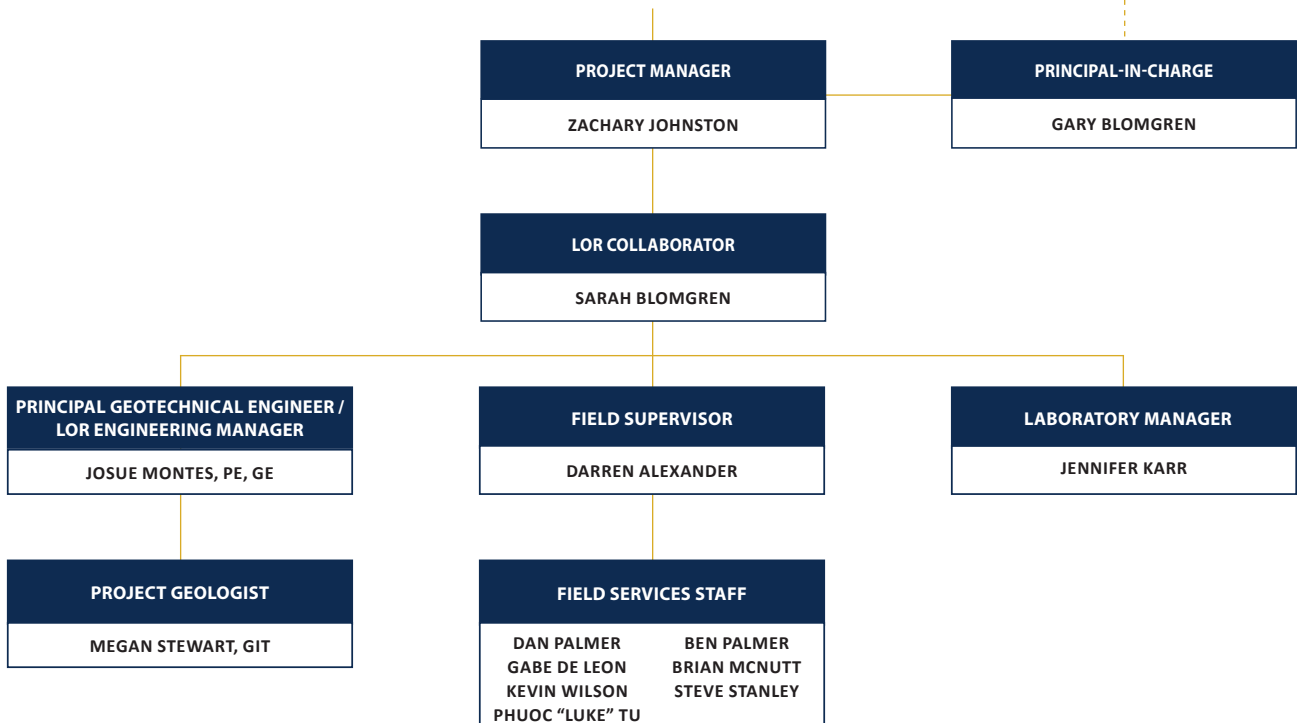 PROJECT MANAGER
ZACHARY JOHNSTON
PRINCIPAL-IN-CHARGE
GARY BLOMGREN
LOR COLLABORATOR
SARAH BLOMGREN
PRINCIPAL GEOTECHNICAL ENGINEER /
LOR ENGINEERING MANAGER
JOSUE MONTES, PE, GE
FIELD SUPERVISOR
DARREN ALEXANDER
LABORATORY MANAGER
JENNIFER KARR
PROJECT GEOLOGIST
MEGAN STEWART, GIT
FIELD SERVICES STAFF
DAN PALMER
GABE DE LEON
KEVIN WILSON
PHUOC “LUKE” TU
BEN PALMER
BRIAN MCNUTT
STEVE STANLEY